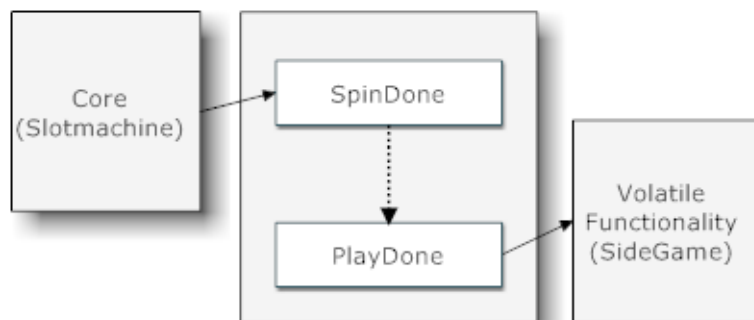 Core
(Slotmachine)
SpinDone
PlayDone
Volatile
Functionality
(SideGame)